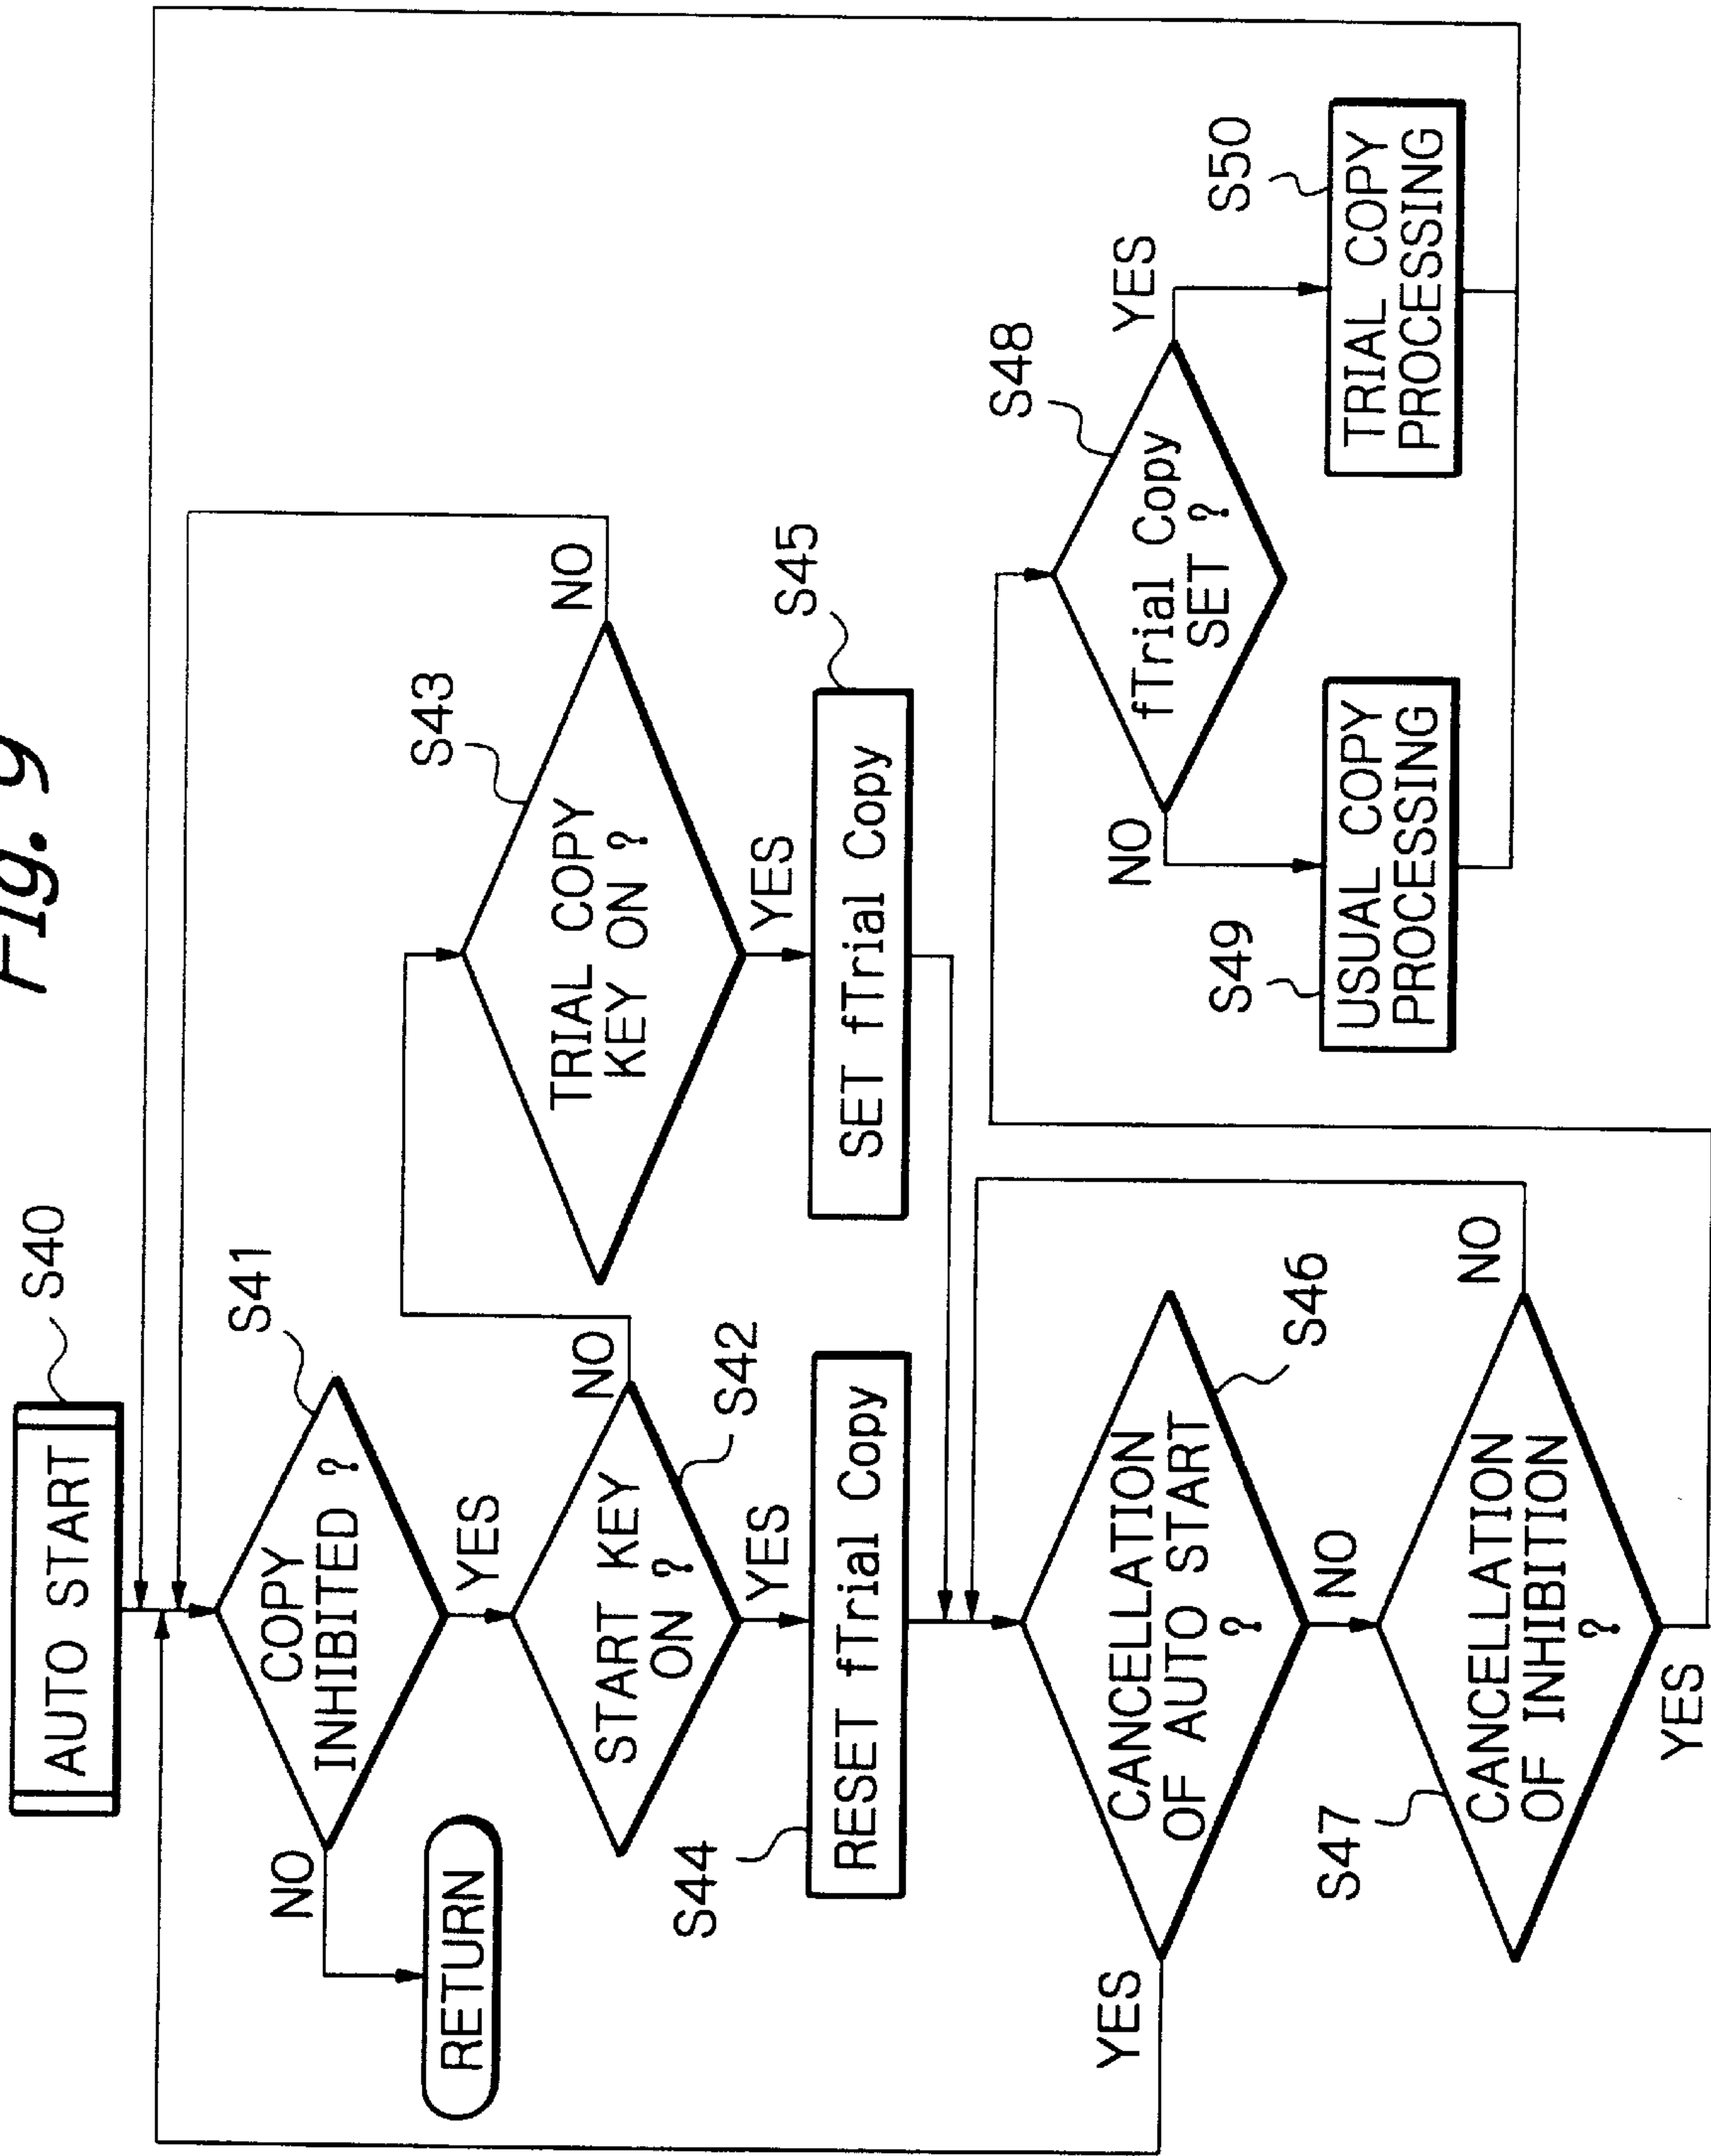 Fig. 9
AUTO START
S40
COPY
INHIBITED ?
S41
NO
RETURN
YES
START KEY
ON ?
S42
NO
YES
TRIAL COPY
KEY ON ?
S43
NO
YES
RESET fTrial Copy
S44
SET fTrial Copy
S45
CANCELLATION
OF AUTO START
?
S46
YES
NO
CANCELLATION
OF INHIBITION
?
S47
NO
YES
fTrial Copy
SET ?
S48
NO
YES
USUAL COPY
PROCESSING
S49
TRIAL COPY
PROCESSING
S50